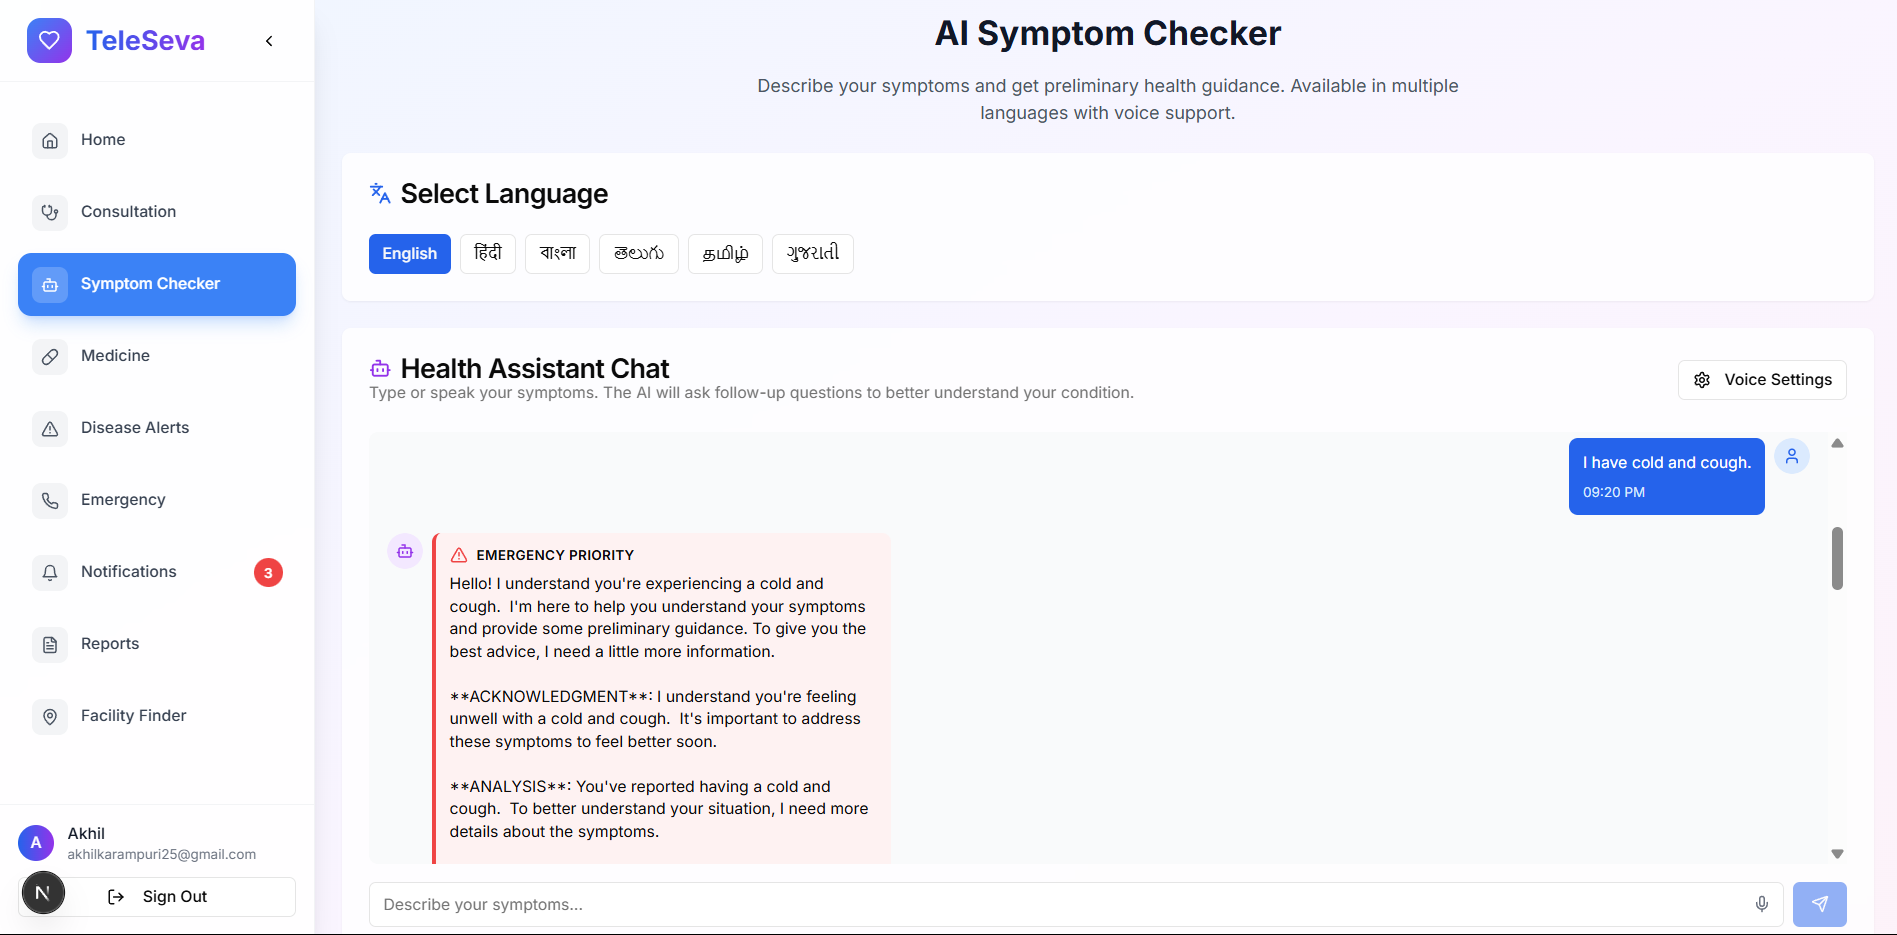 TeleSeva
Home
Consultation
Symptom Checker
Medicine
Disease Alerts
Emergency
Notifications
3
Reports
Facility Finder
A
Akhil
akhilkarampuri25@gmail.com
N
Sign Out
AI Symptom Checker
Describe your symptoms and get preliminary health guidance. Available in multiple
languages with voice support.
Select Language
English
हिंदी
বাংলা
తెలుగు
தமிழ்
ગુજરાતી
Health Assistant Chat
Type or speak your symptoms. The AI will ask follow-up questions to better understand your condition.
Voice Settings
I have cold and cough.
09:20 PM
EMERGENCY PRIORITY
Hello! I understand you're experiencing a cold and
cough.  I'm here to help you understand your symptoms
and provide some preliminary guidance. To give you the
best advice, I need a little more information.
**ACKNOWLEDGMENT**: I understand you're feeling
unwell with a cold and cough.  It's important to address
these symptoms to feel better soon.
**ANALYSIS**: You've reported having a cold and
cough.  To better understand your situation, I need more
details about the symptoms.
Describe your symptoms...